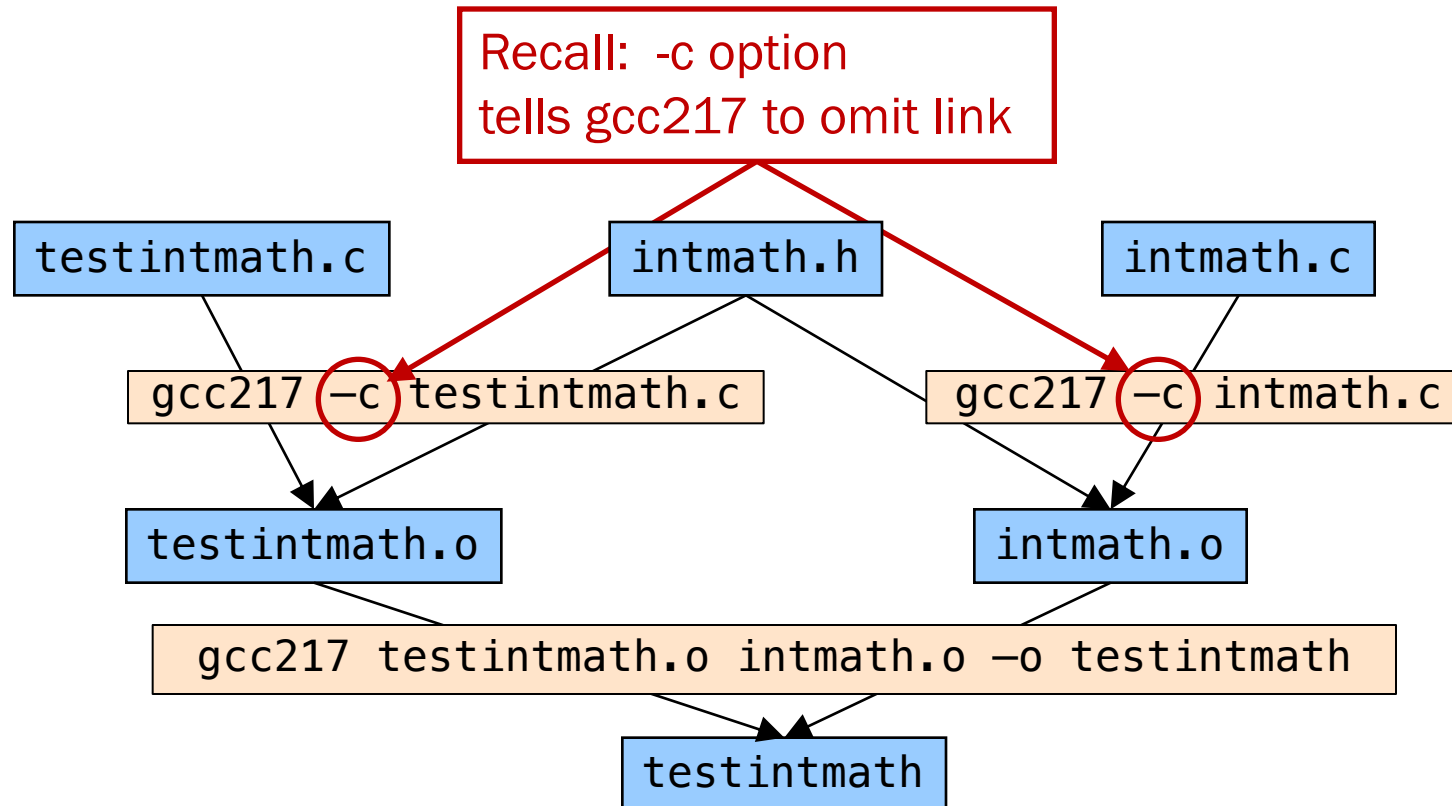 Recall:  -c option
tells gcc217 to omit link
testintmath.c
intmath.h
intmath.c
gcc217 –c testintmath.c
gcc217 –c intmath.c
testintmath.o
intmath.o
gcc217 testintmath.o intmath.o –o testintmath
testintmath